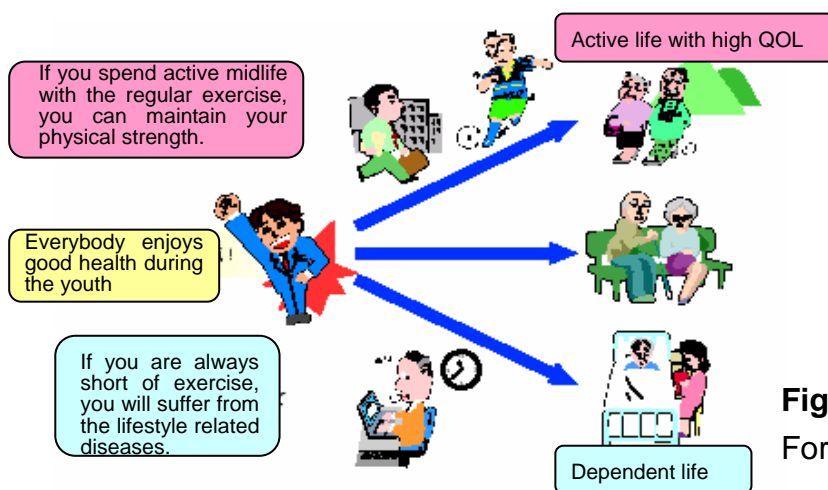 Active life with high QOL
If you spend active midlife
with the regular exercise,
you can maintain your
physical strength.
Everybody enjoys
good health during
the youth
If you are always
short of exercise,
you will suffer from
the lifestyle related
diseases.
Dependent life
Fig
For